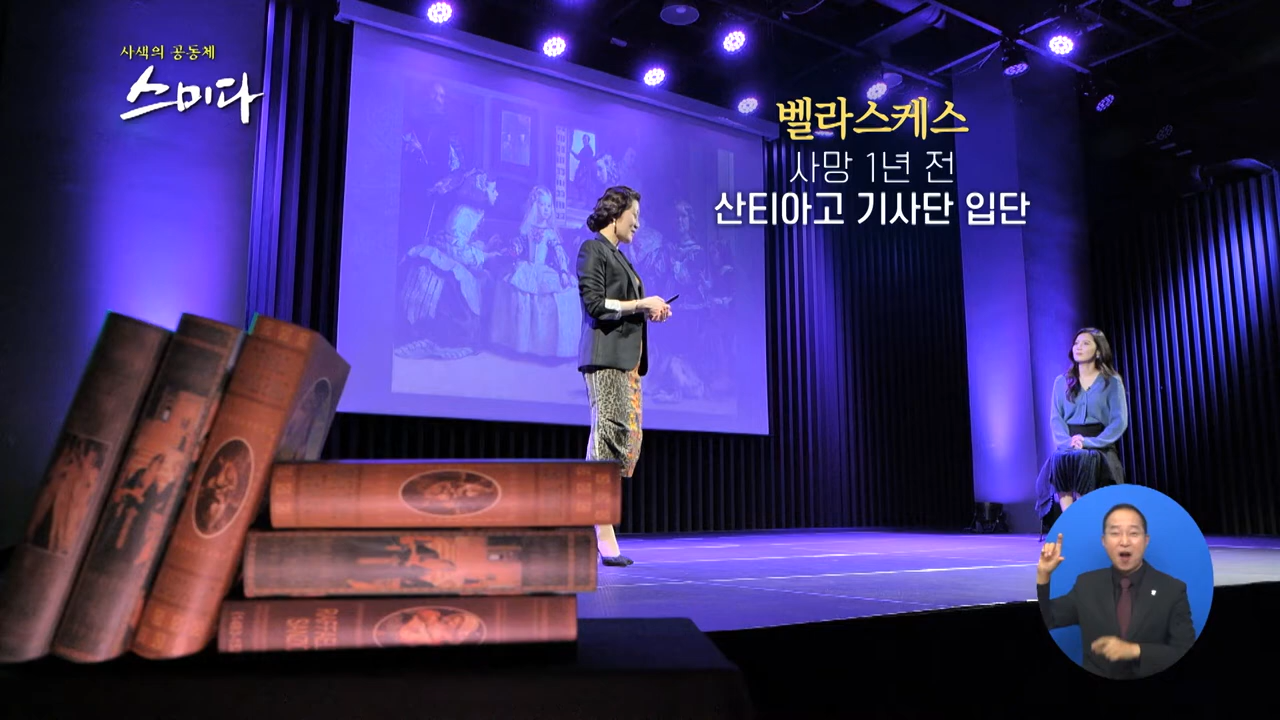 사색의 공동체
스미다
벨라스케스
사망 1년 전
산티아고 기사단 입단